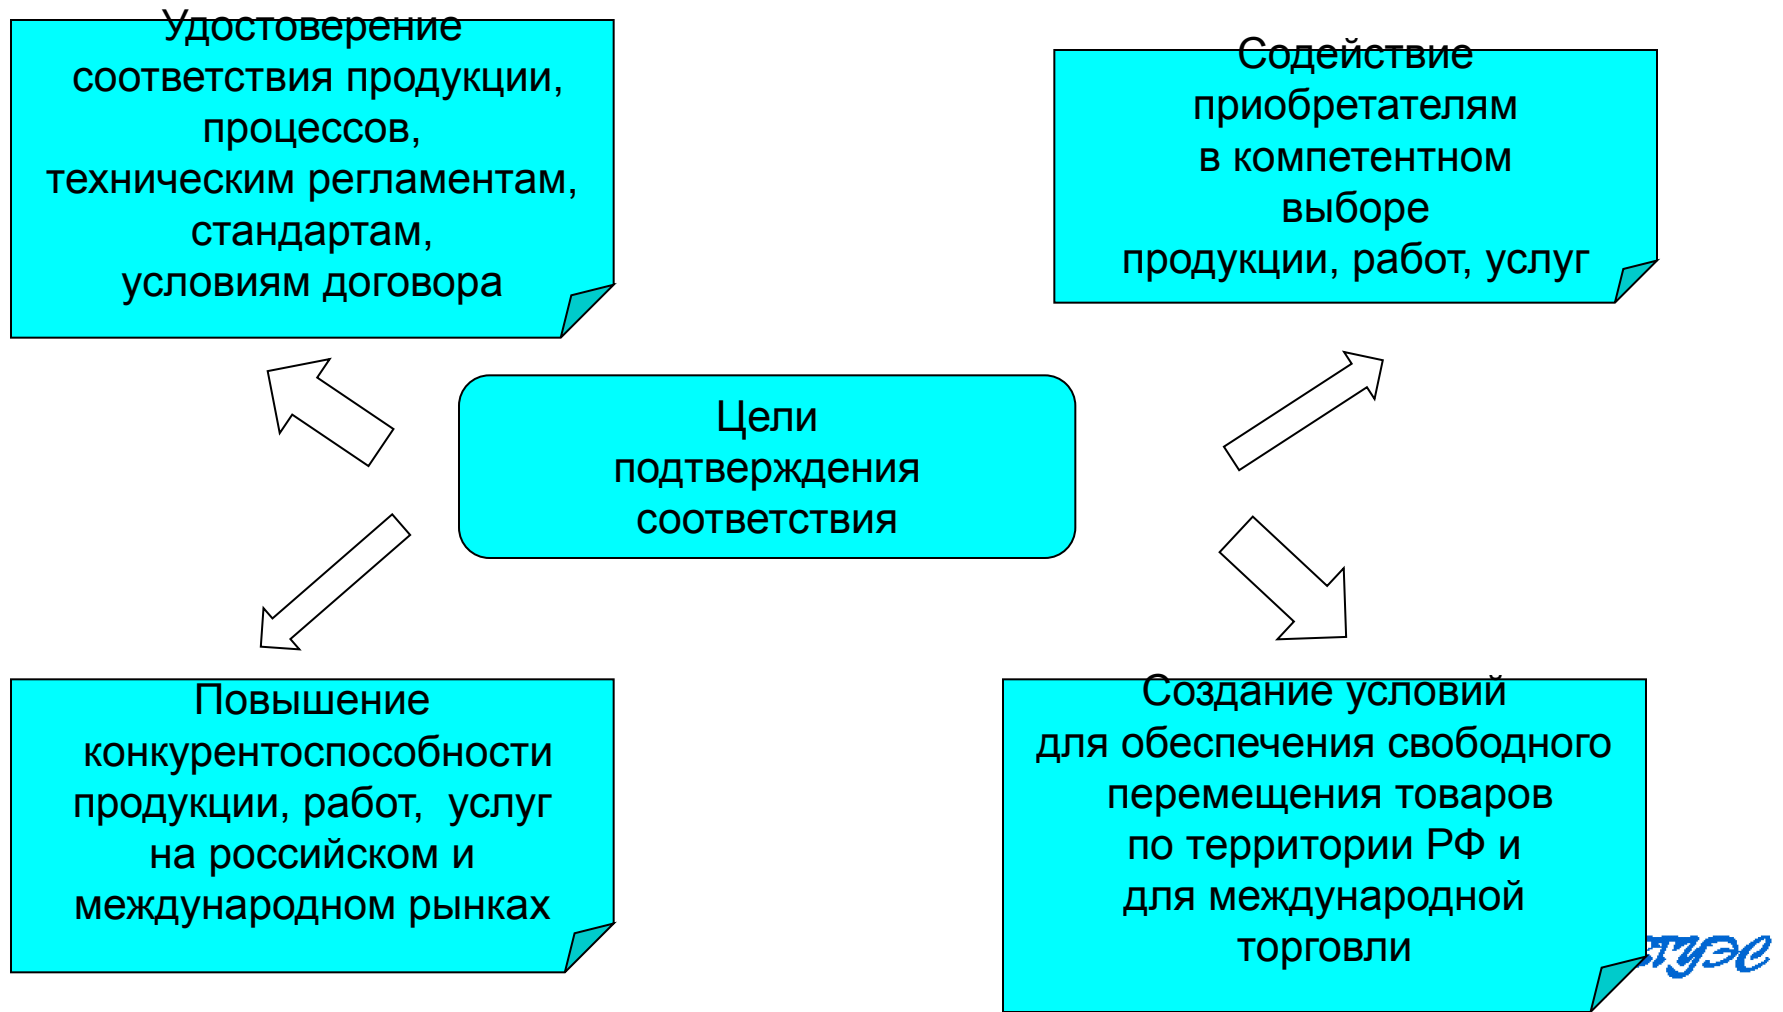 Удостоверение
соответствия продукции,
процессов,
техническим регламентам,
стандартам,
условиям договора
Содействие
приобретателям
в компетентном
выборе
продукции, работ, услуг
Цели
подтверждения
соответствия
Повышение
конкурентоспособности
продукции, работ, услуг
на российском и
международном рынках
Создание условий
для обеспечения свободного
перемещения товаров
по территории РФ и
для международной
торговли